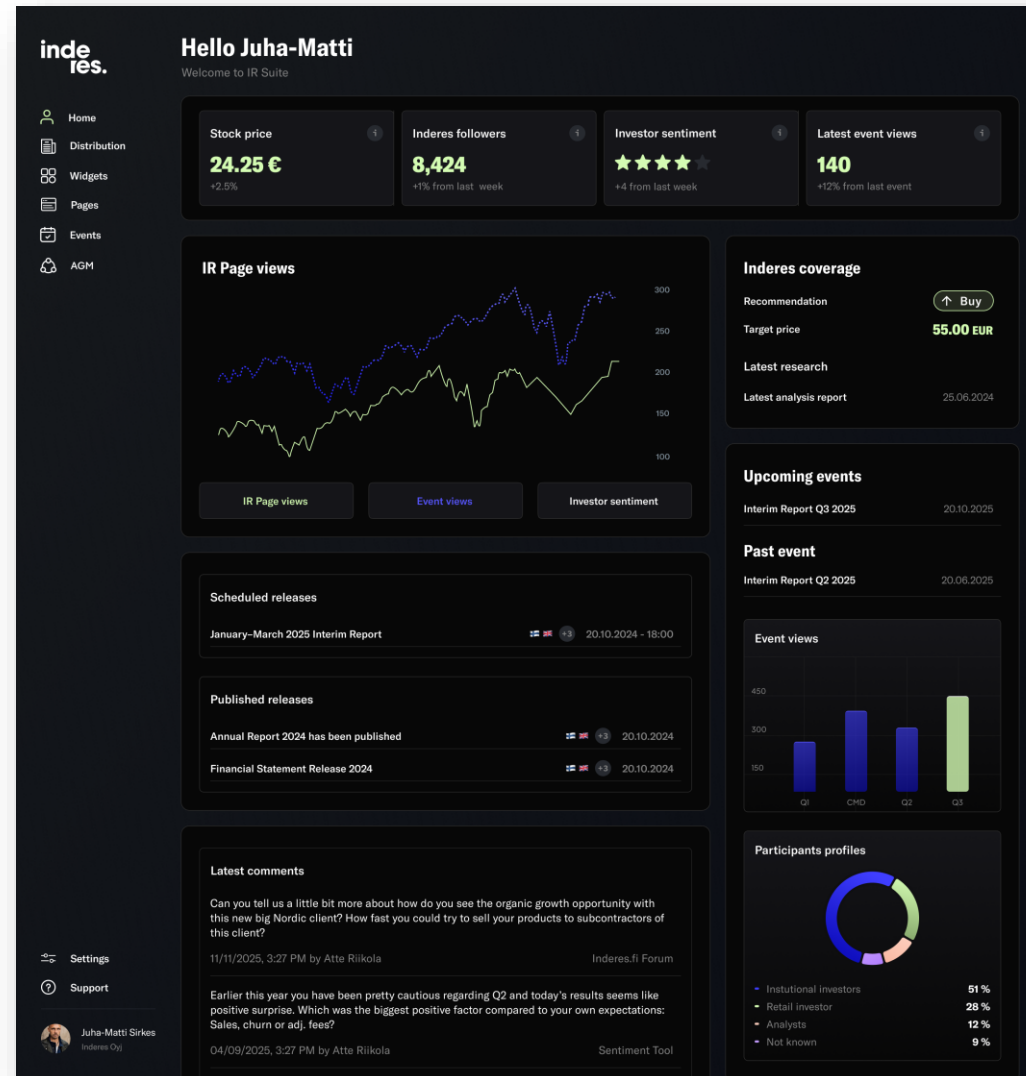 inde
res.
Home
Distribution
Widgets
Pages
Events
AGM
Settings
Support
Juha-Matti Sirkes
Inderes Oyj
Hello Juha-Matti
Welcome to IR Suite
Stock price
24.25 €
+2.5%
Inderes followers
8,424
+1% from last week
Investor sentiment
+4 from last week
Latest event views
140
+12% from last event
IR Page views
300
250
200
150
100
IR Page views
Event views
Investor sentiment
Scheduled releases
January–March 2025 Interim Report +3 20.10.2024 - 18:00
Published releases
Annual Report 2024 has been published +3 20.10.2024
Financial Statement Release 2024 +3 20.10.2024
Latest comments
Can you tell us a little bit more about how do you see the organic growth opportunity with
this new big Nordic client? How fast you could try to sell your products to subcontractors of
this client?
11/11/2025, 3:27 PM by Atte Riikola Inderes.fi Forum
Earlier this year you have been pretty cautious regarding Q2 and today's results seems like
positive surprise. Which was the biggest positive factor compared to your own expectations:
Sales, churn or adj. fees?
04/09/2025, 3:27 PM by Atte Riikola Sentiment Tool
Inderes coverage
Recommendation Buy
Target price 55.00 EUR
Latest research
Latest analysis report 25.06.2024
Upcoming events
Interim Report Q3 2025 20.10.2025
Past event
Interim Report Q2 2025 20.06.2025
Event views
450
300
150
Q1 CMD Q2 Q3
Participants profiles
Instutional investors 51 %
Retail investor 28 %
Analysts 12 %
Not known 9 %